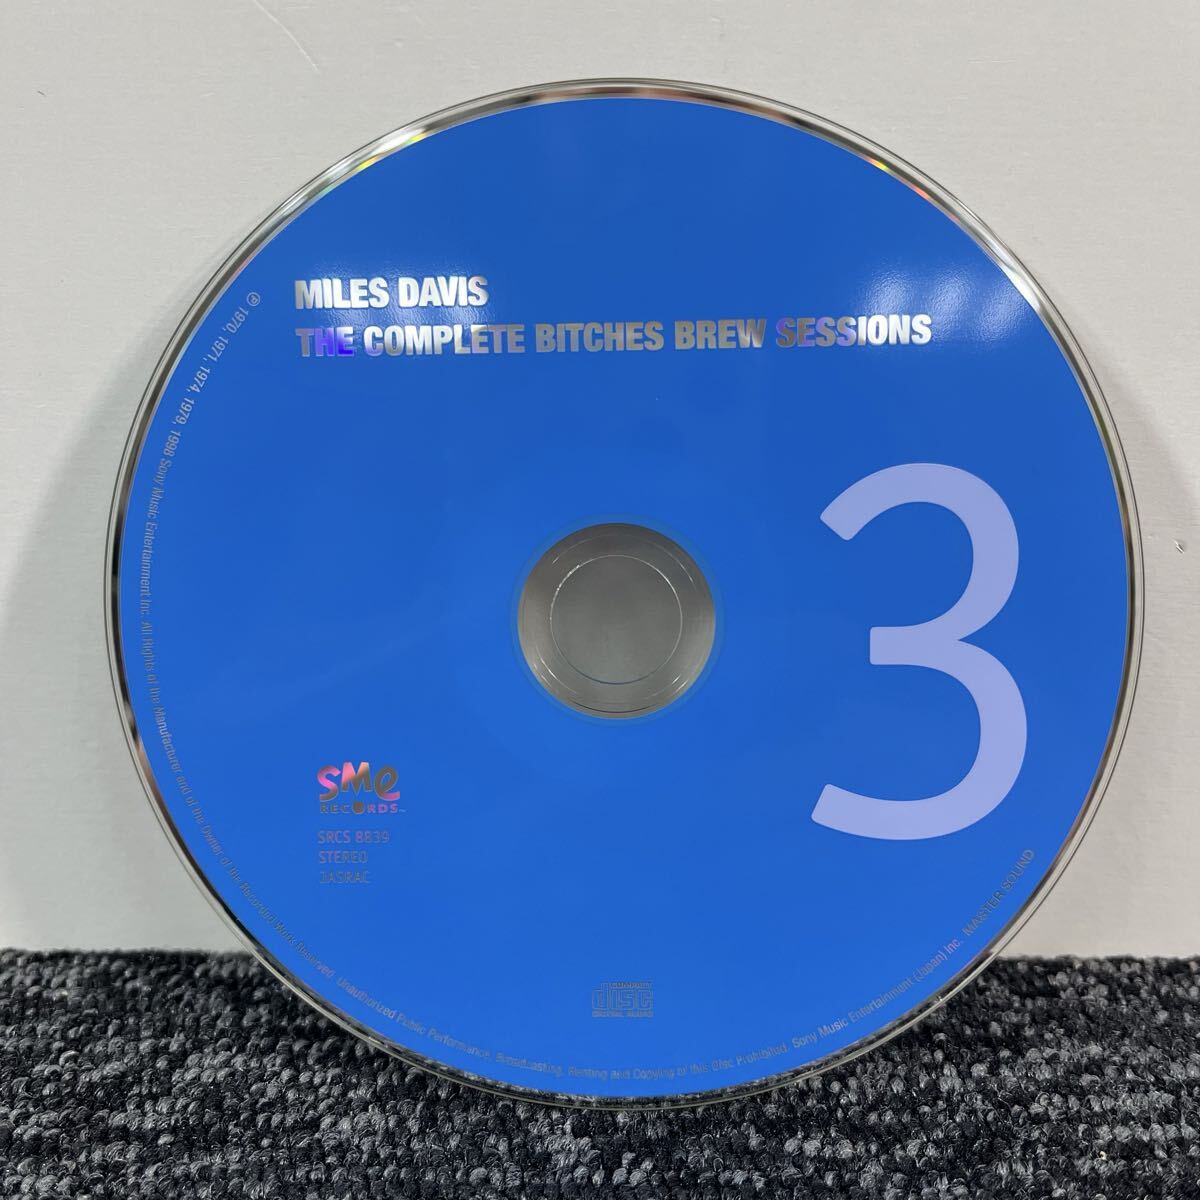 MILES DAVIS
THE COMPLETE BITCHES BREW SESSIONS
3
SMe
RECORDS
SRCS 8839
STEREO
JASRAC
COMPACT
disc
DIGITAL AUDIO
℗ 1970, 1971, 1974, 1979, 1998 Sony Music Entertainment Inc. All Rights of the Manufacturer and of the Owner of the Recorded Works Reserved. Unauthorized Public Performance, Broadcasting, Renting and Copying of this Disc Prohibited. Sony Music Entertainment (Japan) Inc. MASTER SOUND